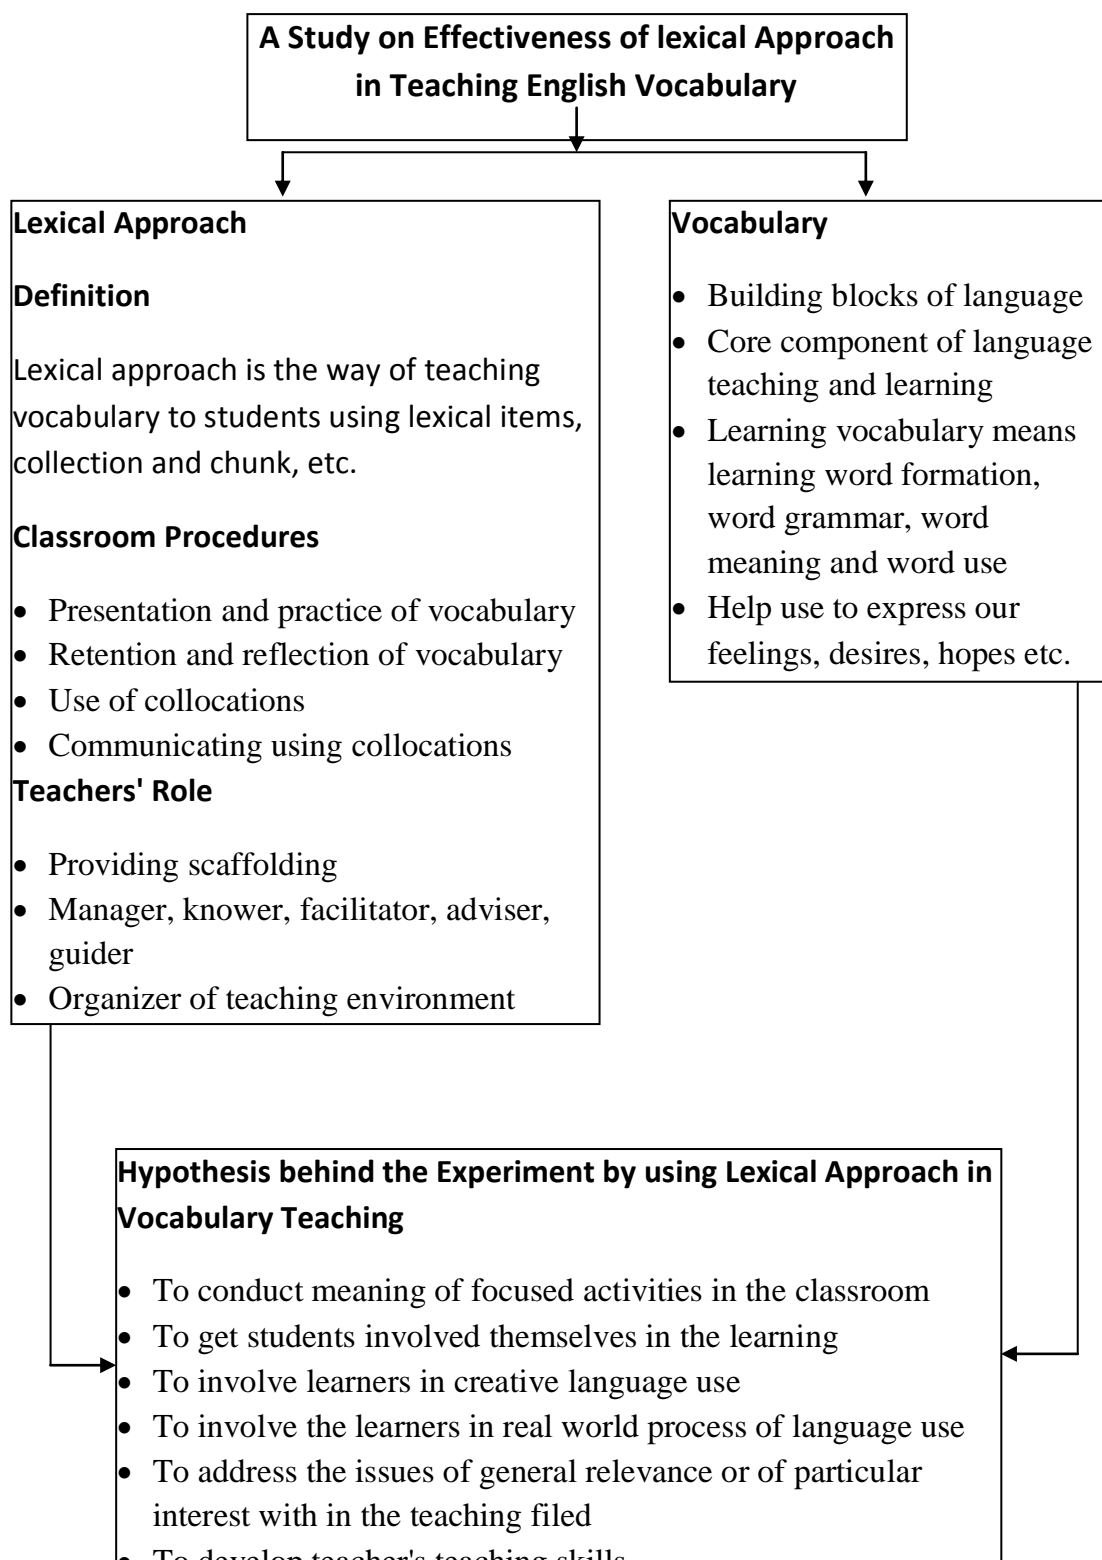 A Study on Effectiveness of lexical Approach
in Teaching English Vocabulary
Lexical Approach
Definition
Lexical approach is the way of teaching
vocabulary to students using lexical items,
collection and chunk, etc.
Classroom Procedures
• Presentation and practice of vocabulary
• Retention and reflection of vocabulary
• Use of collocations
• Communicating using collocations
Teachers' Role
• Providing scaffolding
• Manager, knower, facilitator, adviser,
guider
• Organizer of teaching environment
Vocabulary
• Building blocks of language
• Core component of language
teaching and learning
• Learning vocabulary means
learning word formation,
word grammar, word
meaning and word use
• Help use to express our
feelings, desires, hopes etc.
Hypothesis behind the Experiment by using Lexical Approach in
Vocabulary Teaching
• To conduct meaning of focused activities in the classroom
• To get students involved themselves in the learning
• To involve learners in creative language use
• To involve the learners in real world process of language use
• To address the issues of general relevance or of particular
interest with in the teaching filed
• To develop teacher's teaching skills